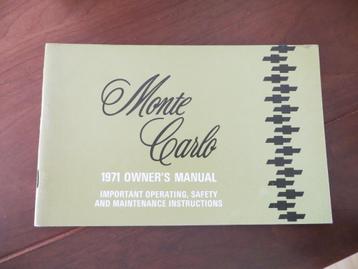 Monte
Carlo
1971 OWNER'S MANUAL
IMPORTANT OPERATING, SAFETY
AND MAINTENANCE INSTRUCTIONS